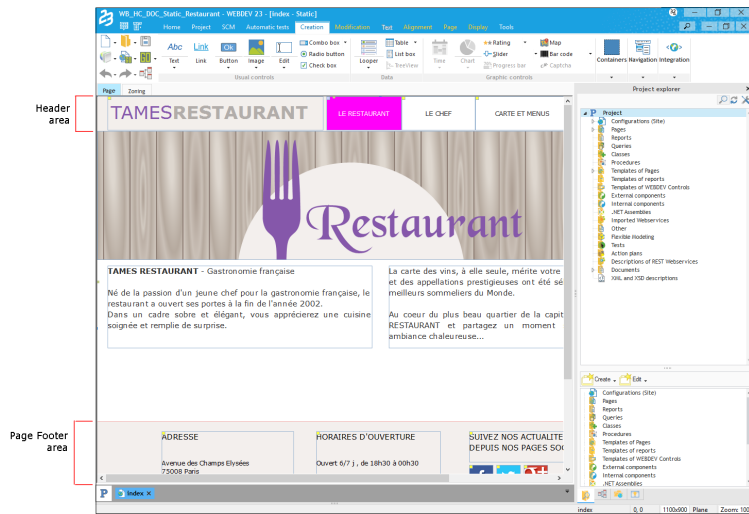 WB_HC_DOC_Static_Restaurant - WEBDEV 23 - [index - Static]
Home Project SCM Automatic tests Creation Modification Text Alignment Page Display Tools
Abc Link Ok
Text Link Button Image Edit
Combo box
Radio button
Check box
Usual controls
Looper
Table
List box
TreeView
Data
Time Chart
Rating
Slider
Progress bar
Map
Bar code
Captcha
Graphic controls
Containers Navigation Integration
Page Zoning
Header
area
TAMESRESTAURANT LE RESTAURANT LE CHEF CARTE ET MENUS
Restaurant
TAMES RESTAURANT - Gastronomie française
Né de la passion d'un jeune chef pour la gastronomie française, le
restaurant a ouvert ses portes à la fin de l'année 2002.
Dans un cadre sobre et élégant, vous apprécierez une cuisine
soignée et remplie de surprise.
La carte des vins, à elle seule, mérite votre
et des appellations prestigieuses ont été sé
meilleurs sommeliers du Monde.
Au coeur du plus beau quartier de la capit
RESTAURANT et partagez un moment
ambiance chaleureuse...
Page Footer
area
ADRESSE
Avenue des Champs Elysées
75008 Paris
HORAIRES D'OUVERTURE
Ouvert 6/7 j , de 18h30 à 00h30
SUIVEZ NOS ACTUALITE
DEPUIS NOS PAGES SO
index ×
Project explorer
Project
Configurations (Site)
Pages
Reports
Queries
Classes
Procedures
Templates of Pages
Templates of reports
Templates of WEBDEV Controls
External components
Internal components
.NET Assemblies
Imported Webservices
Other
Flexible Modeling
Tests
Action plans
Descriptions of REST Webservices
Documents
XML and XSD descriptions
Create Edit
Configurations (Site)
Pages
Reports
Queries
Classes
Procedures
Templates of Pages
Templates of reports
Templates of WEBDEV Controls
External components
Internal components
.NET Assemblies
index 0, 0 1100x900 Plane Zoom: 100